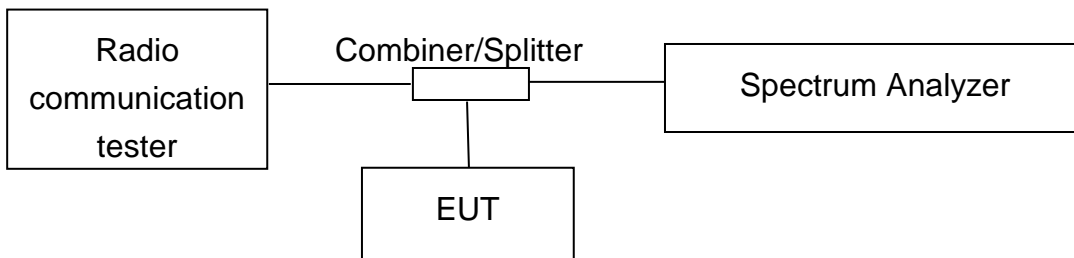 Radio
communication
tester
Combiner/Splitter
Spectrum Analyzer
EUT